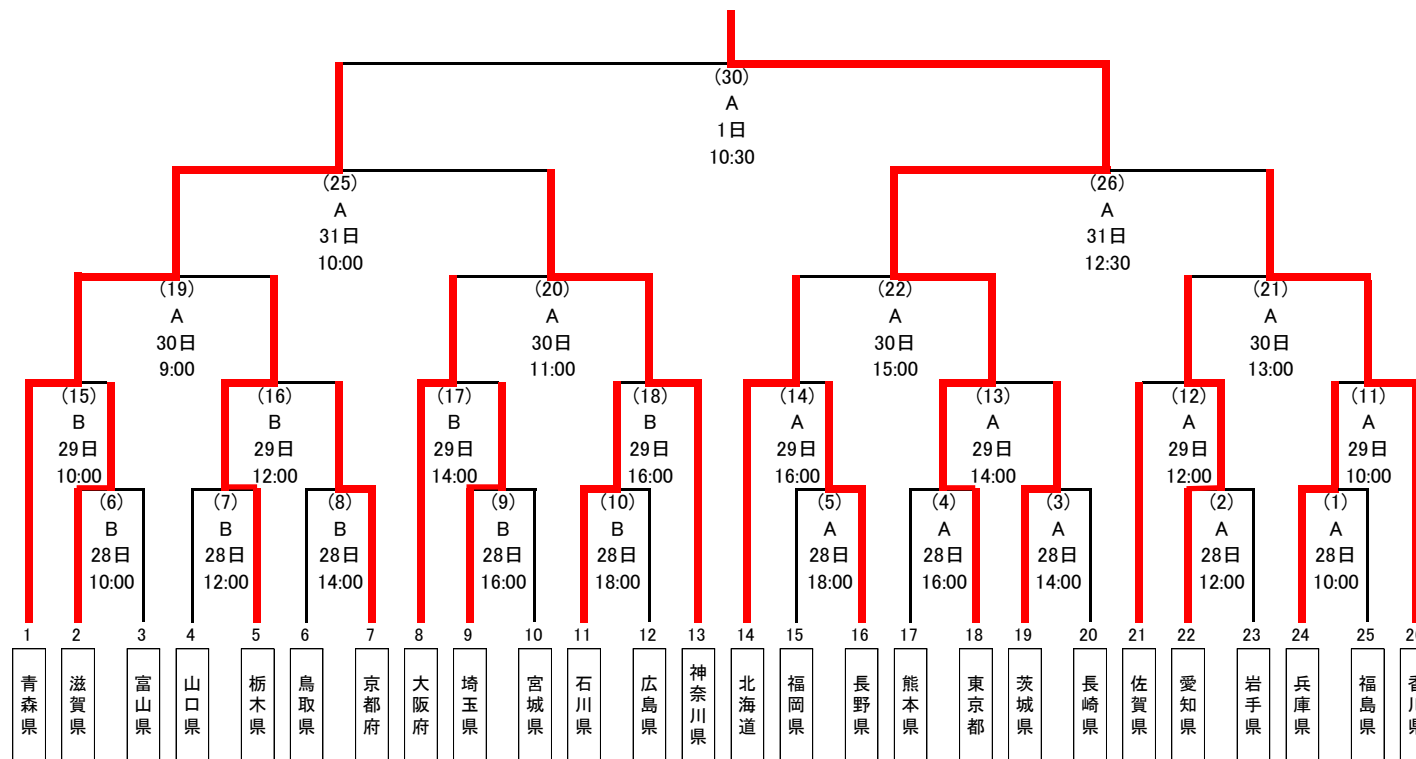 (30)
A
1日
10:30
(25)
A
31日
10:00
(26)
A
31日
12:30
(19)
A
30日
9:00
(20)
A
30日
11:00
(22)
A
30日
15:00
(21)
A
30日
13:00
(15)
B
29日
10:00
(16)
B
29日
12:00
(17)
B
29日
14:00
(18)
B
29日
16:00
(14)
A
29日
16:00
(13)
A
29日
14:00
(12)
A
29日
12:00
(11)
A
29日
10:00
(6)
B
28日
10:00
(7)
B
28日
12:00
(8)
B
28日
14:00
(9)
B
28日
16:00
(10)
B
28日
18:00
(5)
A
28日
18:00
(4)
A
28日
16:00
(3)
A
28日
14:00
(2)
A
28日
12:00
(1)
A
28日
10:00
1 2 3 4 5 6 7 8 9 10 11 12 13 14 15 16 17 18 19 20 21 22 23 24 25 26
青森県
滋賀県
富山県
山口県
栃木県
鳥取県
京都府
大阪府
埼玉県
宮城県
石川県
広島県
神奈川県
北海道
福岡県
長野県
熊本県
東京都
茨城県
長崎県
佐賀県
愛知県
岩手県
兵庫県
福島県
香川県